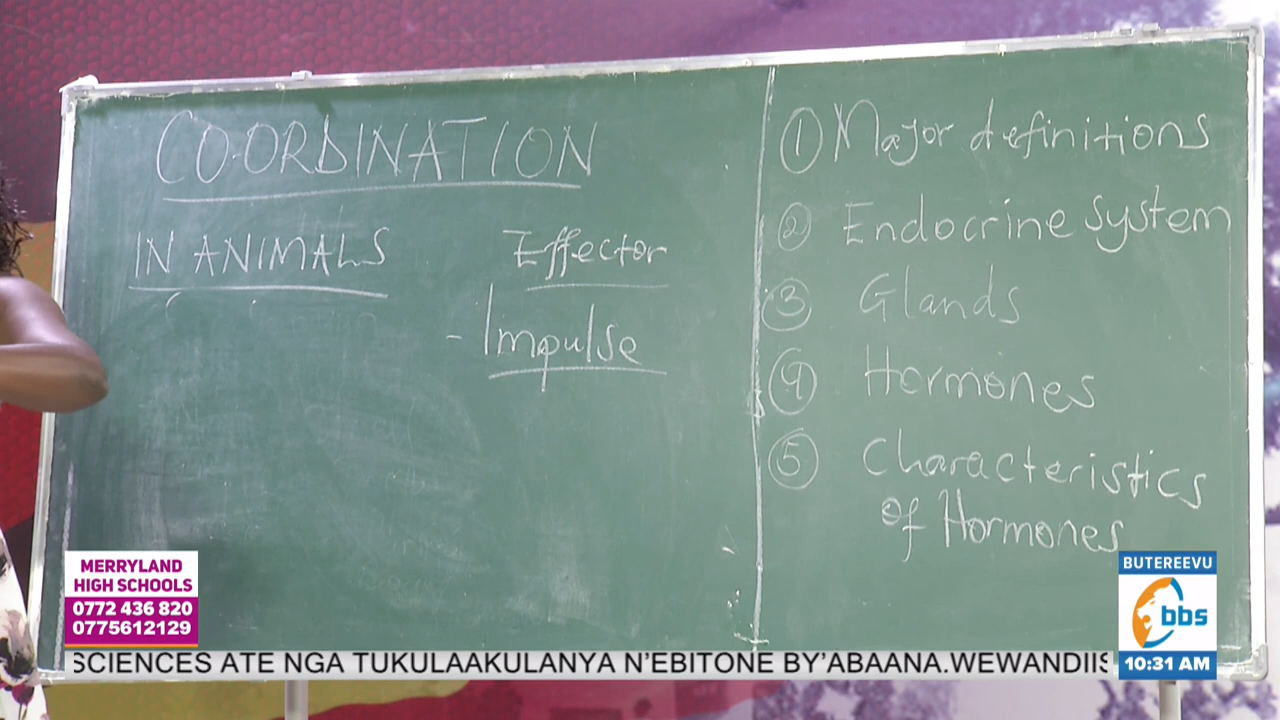 CO-ORDINATION
IN ANIMALS
Effector
- Impulse
① Major definitions
② Endocrine system
③ Glands
④ Hormones
⑤ Characteristics
of Hormones
MERRYLAND
HIGH SCHOOLS
0772 436 820
0775612129
BUTEREEVU
bbs
10:31 AM
SCIENCES ATE NGA TUKULAAKULANYA N'EBITONE BY'ABAANA.WEWANDIIS